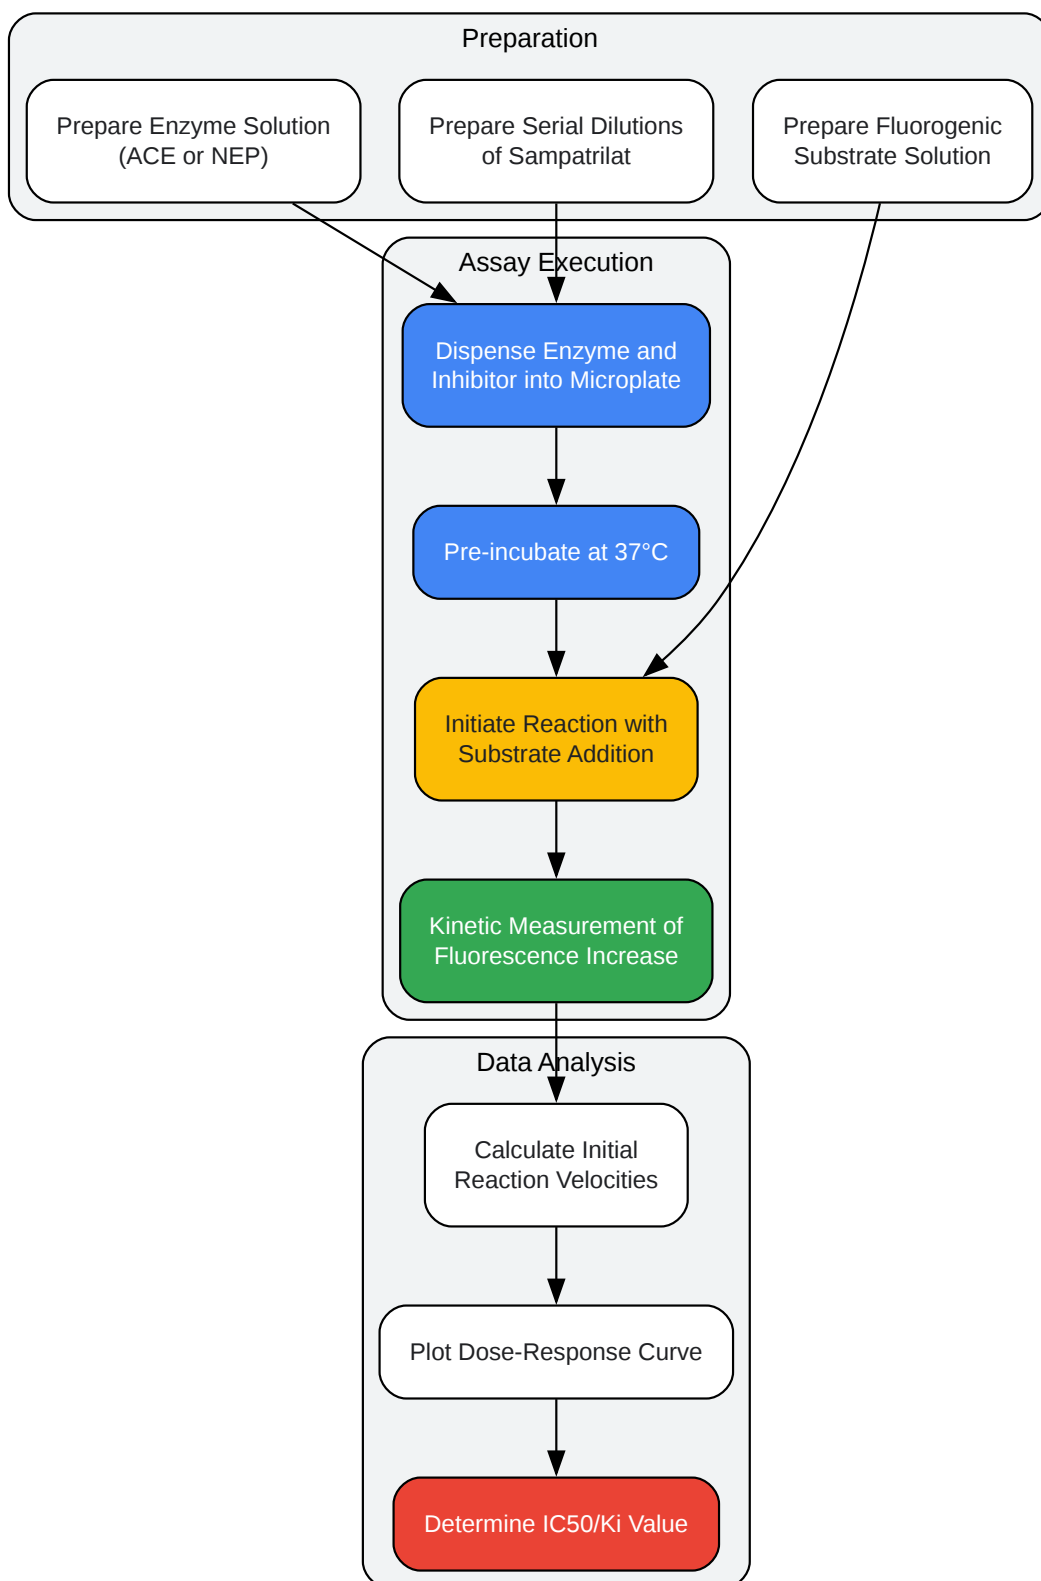 Preparation
Prepare Enzyme Solution
(ACE or NEP)
Prepare Serial Dilutions
of Sampatrilat
Prepare Fluorogenic
Substrate Solution
Assay Execution
Dispense Enzyme and
Inhibitor into Microplate
Pre-incubate at 37°C
Initiate Reaction with
Substrate Addition
Kinetic Measurement of
Fluorescence Increase
Data Analysis
Calculate Initial
Reaction Velocities
Plot Dose-Response Curve
Determine IC50/Ki Value